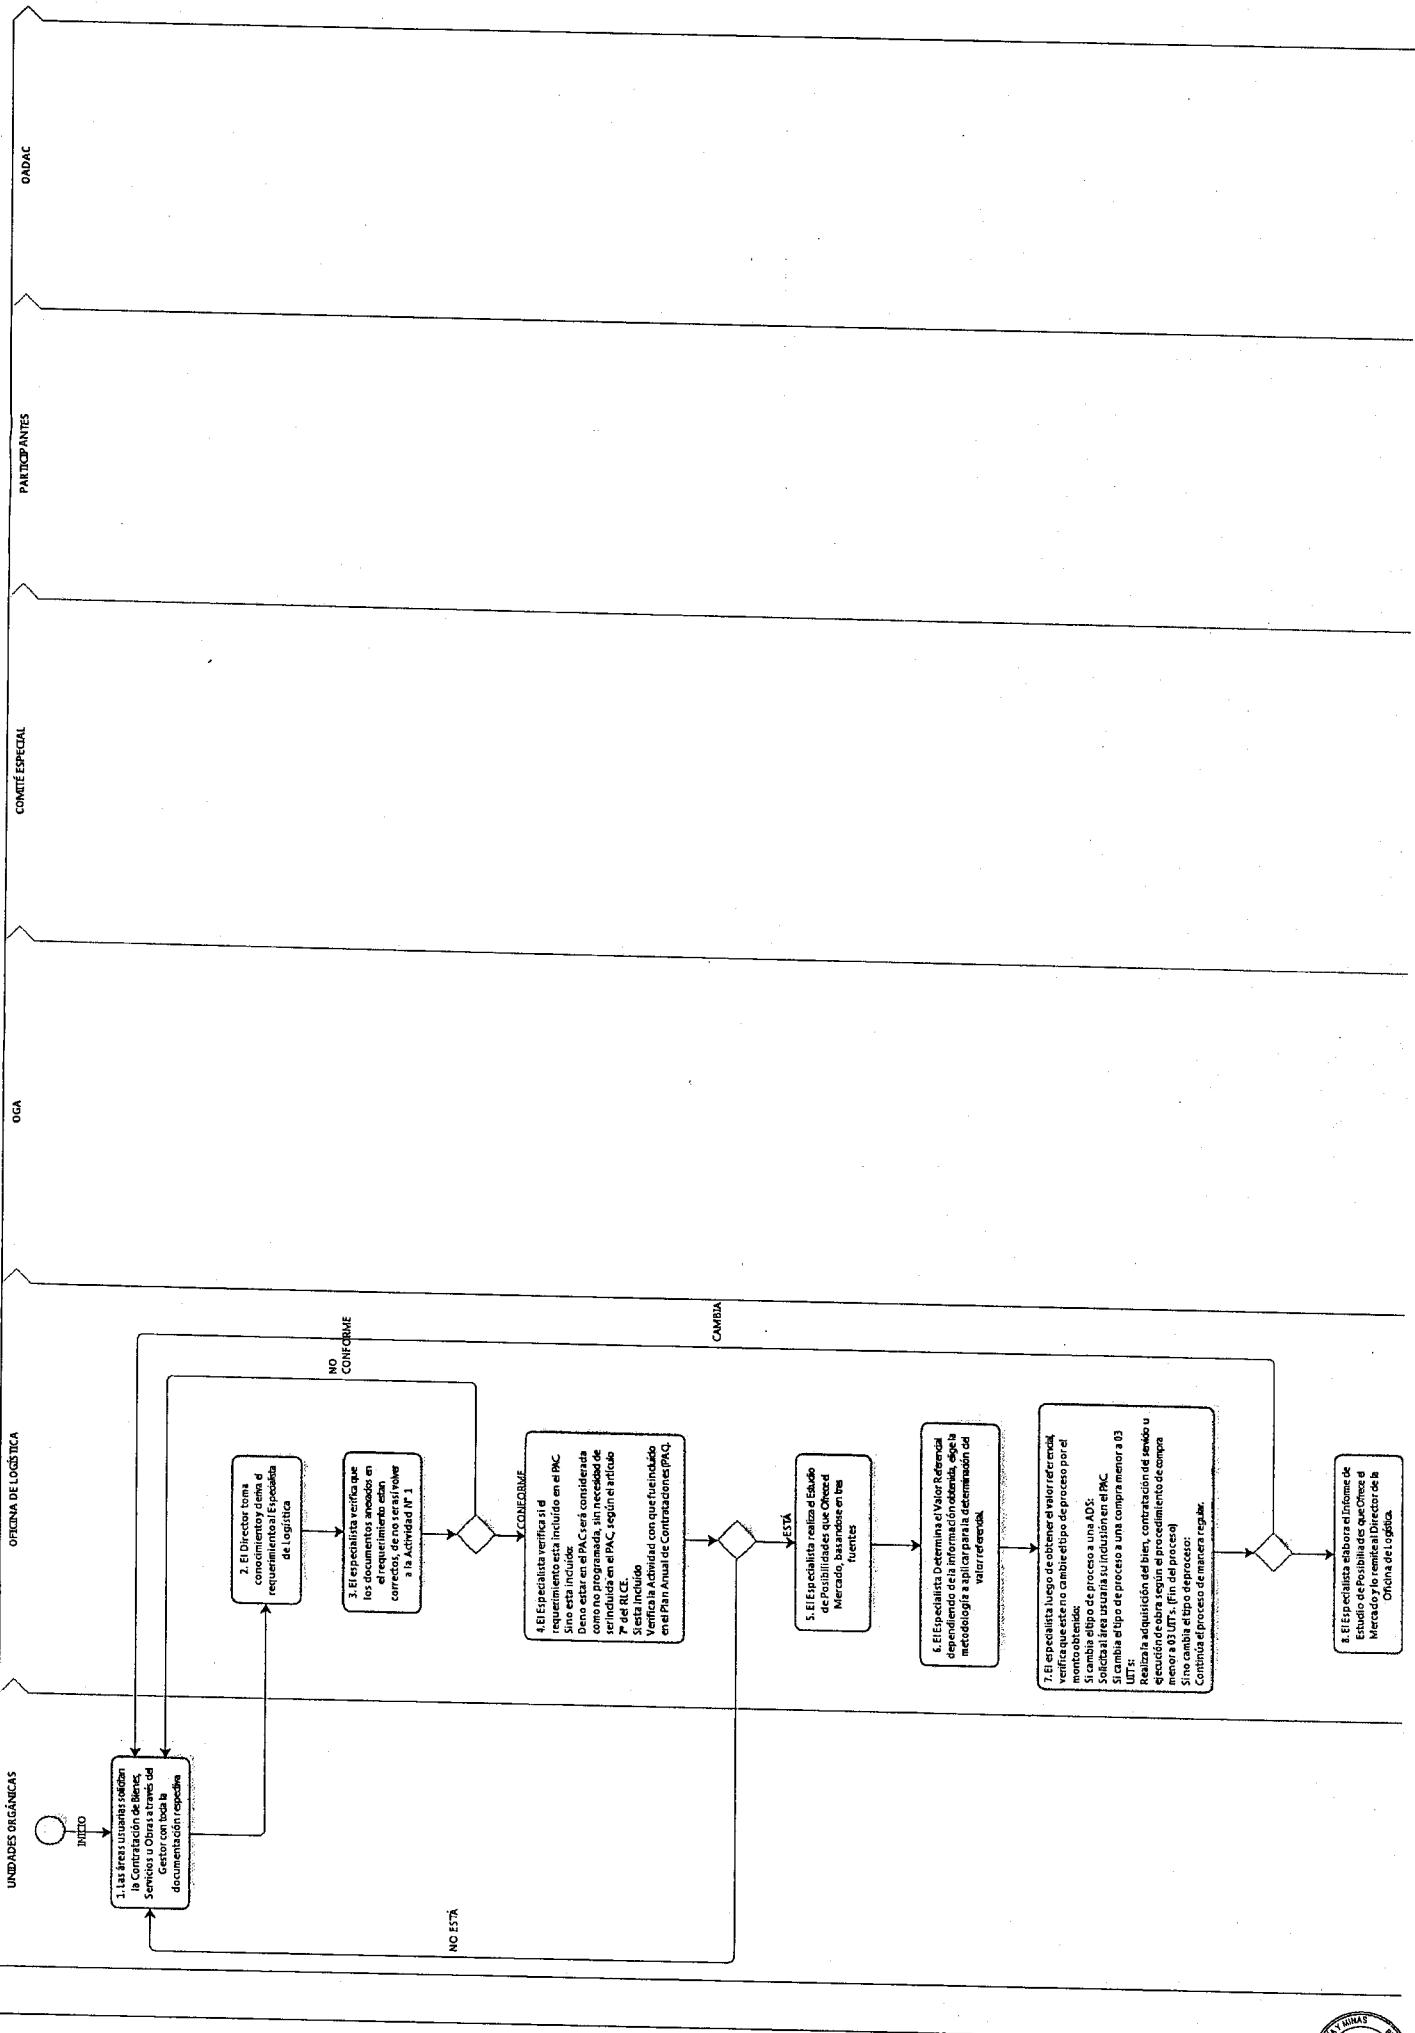 UNIDADES ORGÁNICAS
OFICINA DE LOGÍSTICA
OGA
COMITÉ ESPECIAL
PARTICIPANTES
OADAC
INICIO
1. Las áreas usuarias solicitan
la Contratación de Bienes,
Servicios u Obras a través del
Gestor con toda la
documentación respectiva
2. El Director toma
conocimiento y deriva el
requerimiento al Especialista
de Logística
3. El especialista verifica que
los documentos anexados en
el requerimiento estan
correctos, de no ser asi volver
a la Actividad N° 1
NO
CONFORME
CONFORME
4.El Especialista verifica si el
requerimiento esta incluído en el PAC.
Si no esta incluido:
De no estar en el PAC será considerada
como no programada, sin necesidad de
ser incluida en el PAC, según el artículo
7º del RLCE.
Si esta Incluido
Verifica la Actividad con que fue incluído
en el Plan Anual de Contrataciones (PAC).
NO ESTÁ
ESTÁ
5. El Especialista realiza el Estudio
de Posibilidades que Ofrece el
Mercado, basandose en tres
fuentes
6. El Especialista Determina el Valor Referencial
dependiendo de la información obtenida, elige la
metodología a aplicar para la determinación del
valor referencial.
7. El especialista luego de obtener el valor referencial,
verifica que este no cambie el tipo de proceso por el
monto obtenido:
Si cambia el tipo de proceso a una ADS:
Solicita al área usuaria su inclusión en el PAC.
Si cambia el tipo de proceso a una compra menor a 03
UITs:
Realiza la adquisición del bien, contratación del servicio u
ejecución de obra según el procedimiento de compra
menor a 03 UIT's. (Fin del proceso)
Si no cambia el tipo de proceso:
Continúa el proceso de manera regular.
CAMBIA
8. El Especialista elabora el Informe de
Estudio de Posibiliades que Ofrece el
Mercado y lo remite al Director de la
Oficina de Logística.
Y MINAS